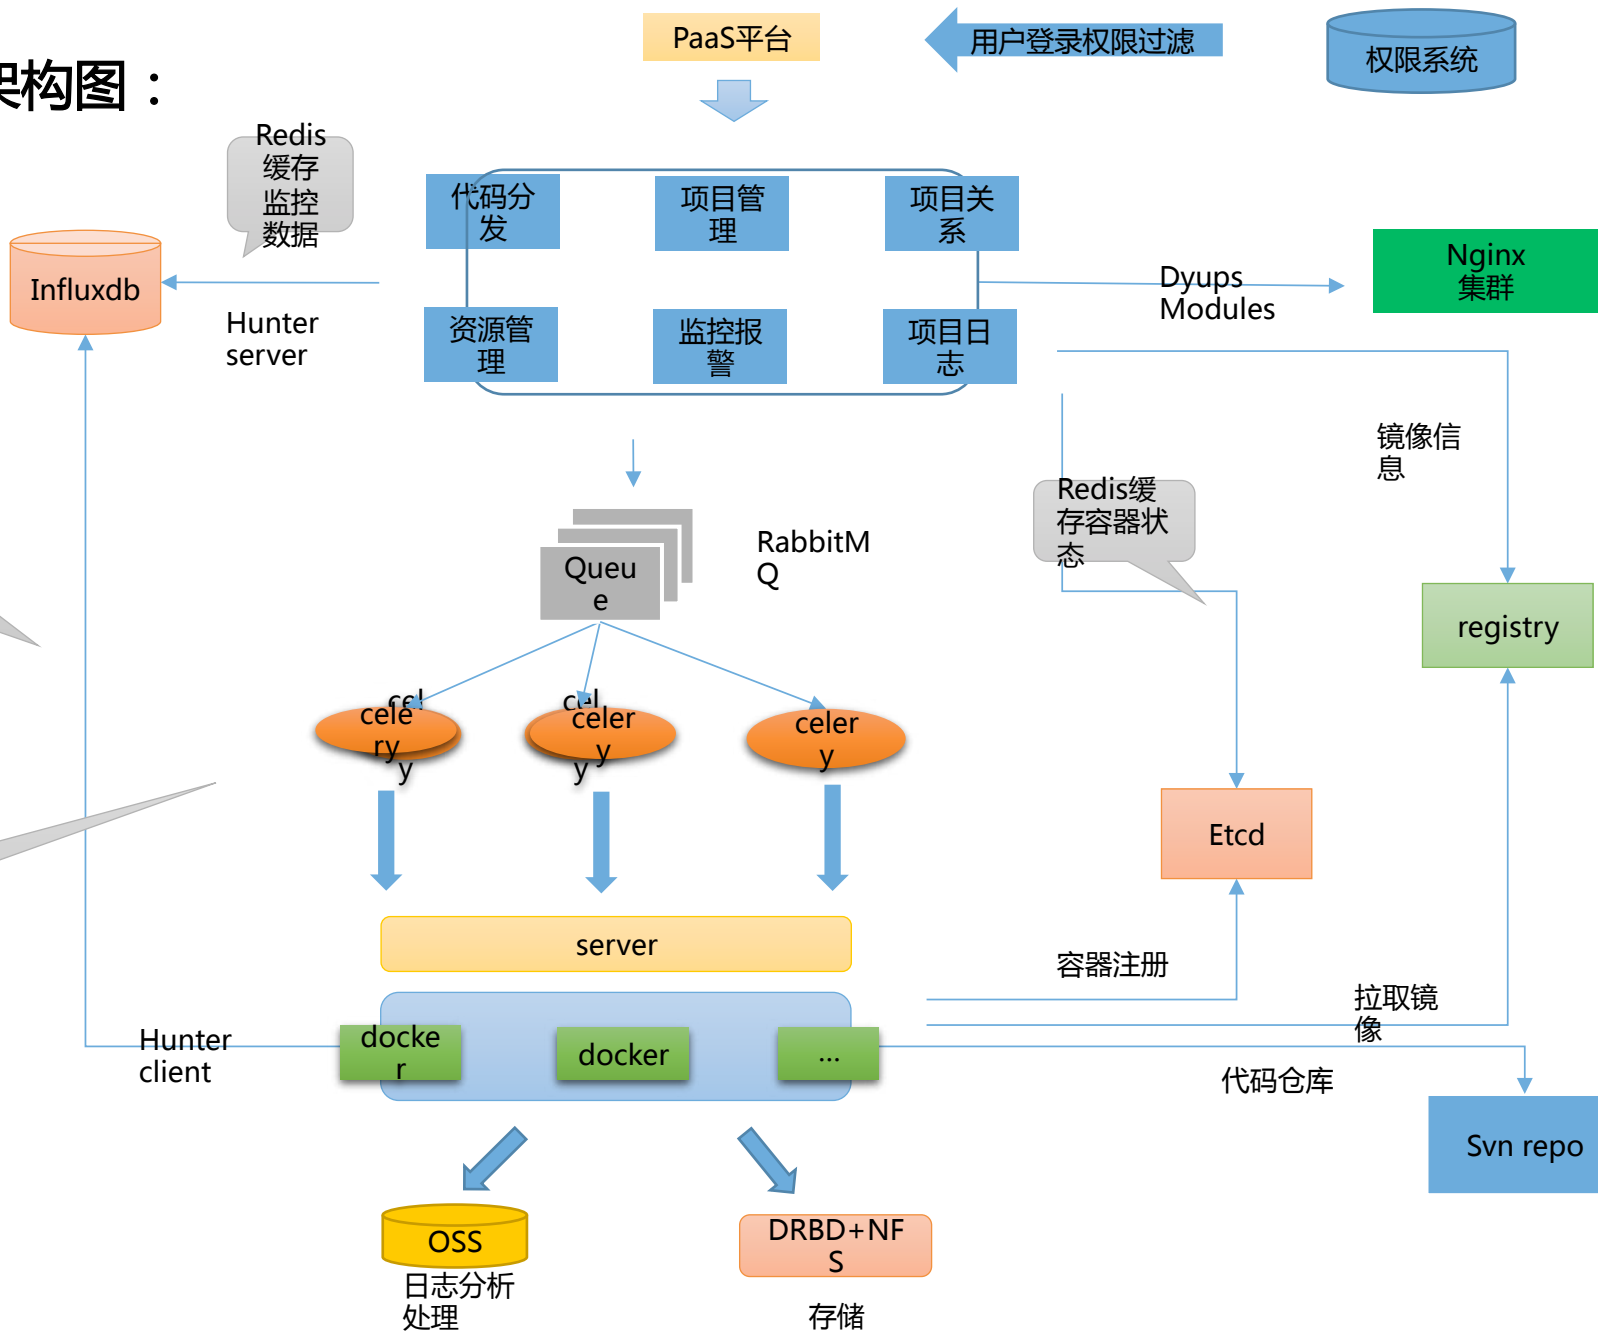 PaaS平台
用户登录权限过滤
权限系统
架构图：
Redis
缓存
监控
数据
代码分
发
项目管
理
项目关
系
Influxdb
Hunter
server
资源管
理
监控报
警
项目日
志
Dyups
Modules
Nginx
集群
镜像信
息
Redis缓
存容器状
态
Queu
e
RabbitM
Q
registry
cel
cele
ry
y
cel
celer
y
y
celer
y
Etcd
server
容器注册
拉取镜
像
Hunter
client
docke
r
docker
...
代码仓库
Svn repo
OSS
日志分析
处理
DRBD+NF
S
存储